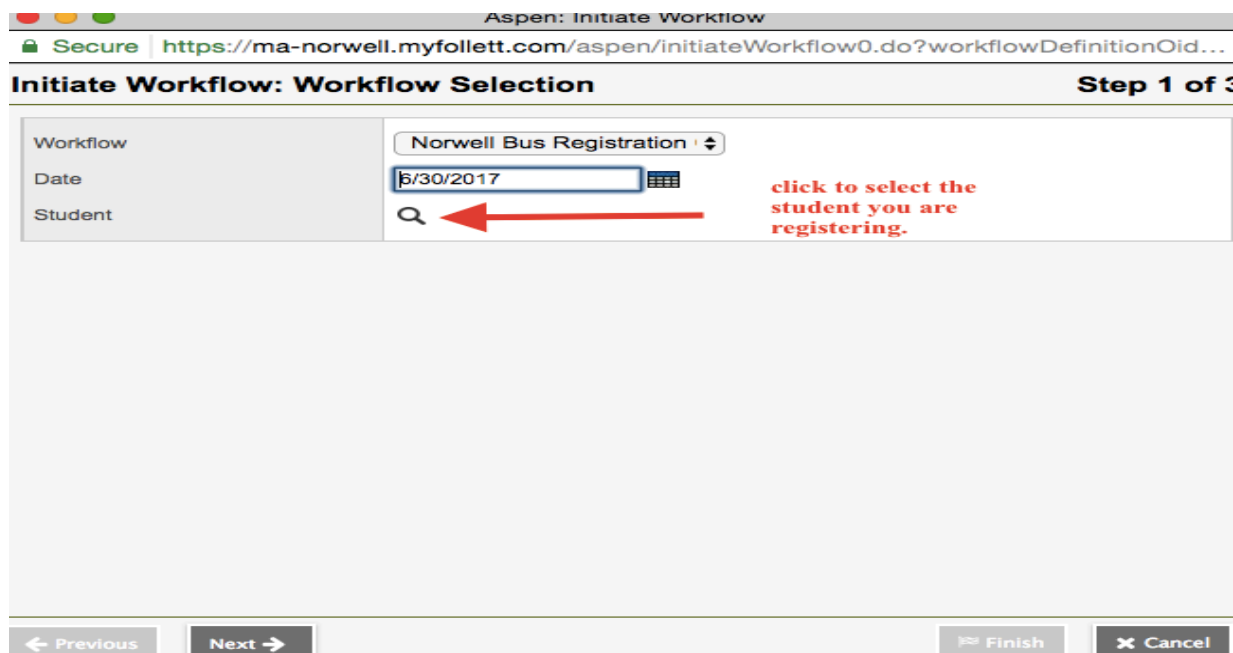 Aspen: Initiate Workflow
Secure https://ma-norwell.myfollett.com/aspen/initiateWorkflow0.do?workflowDefinitionOid...
Initiate Workflow: Workflow Selection Step 1 of 3
Workflow Norwell Bus Registration
Date 6/30/2017
Student
click to select the
student you are
registering.
Previous Next Finish Cancel